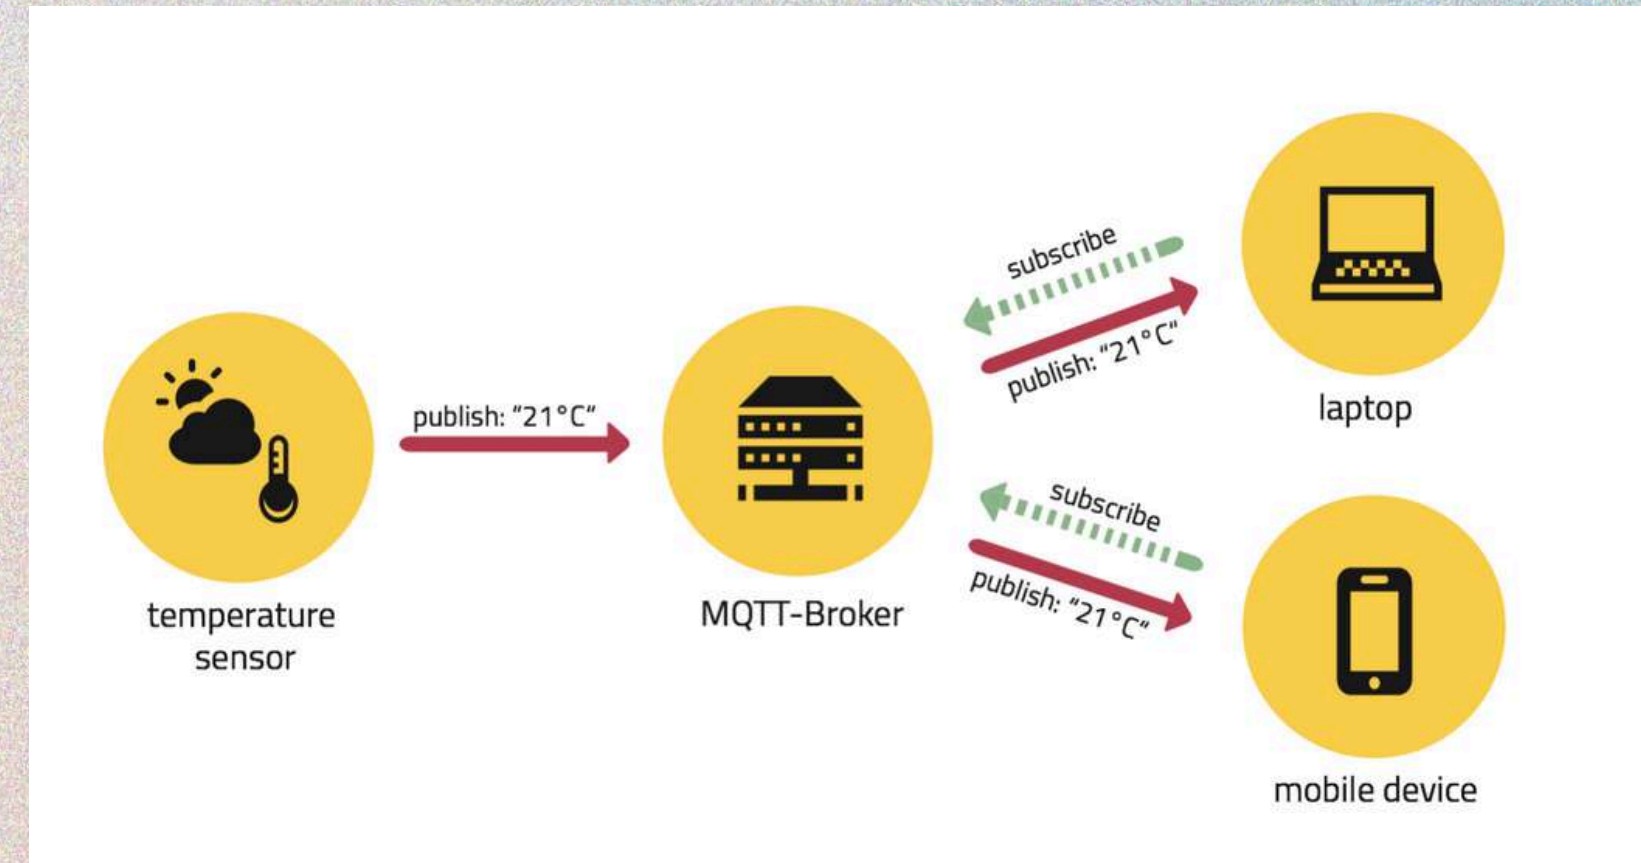 subscribe
publish: “21°C“
laptop
publish: “21°C“
temperature
sensor
MQTT-Broker
subscribe
publish: “21°C“
mobile device